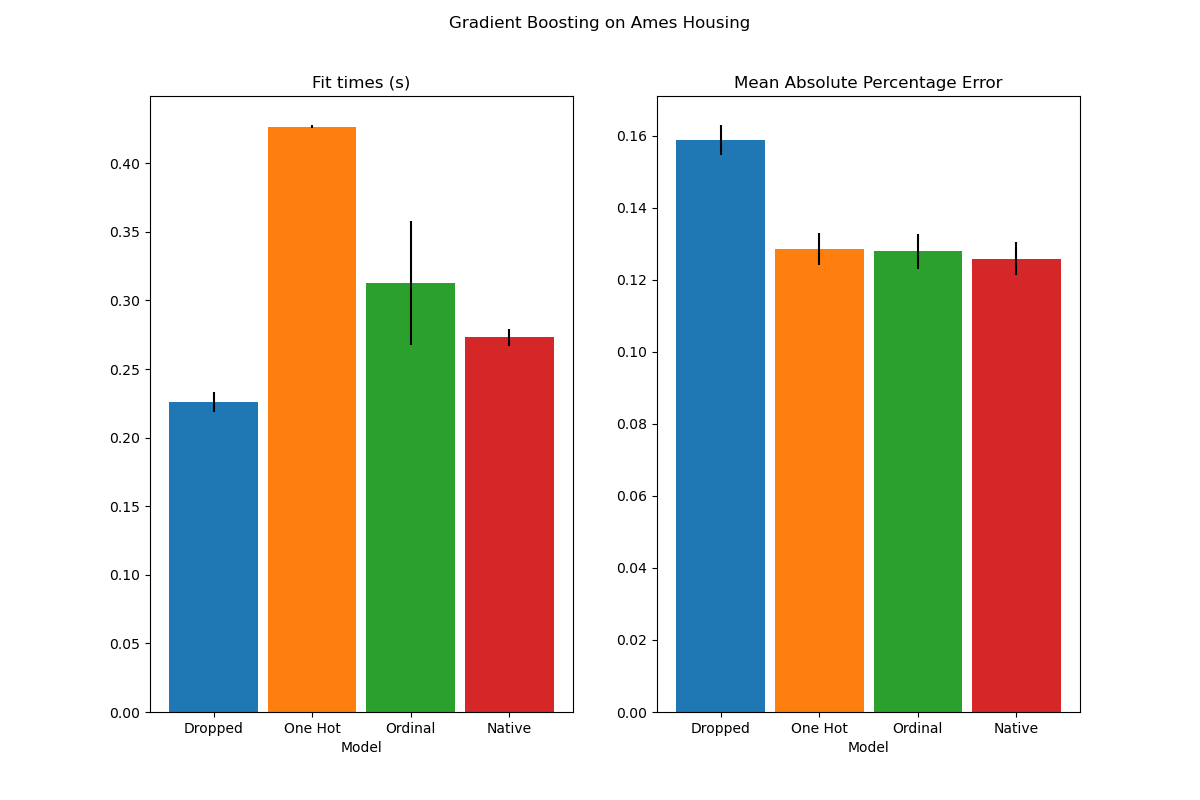 Gradient Boosting on Ames Housing
Fit times (s)
0.40
0.35
0.30
0.25
0.20
0.15
0.10
0.05
0.00
Dropped One Hot Ordinal Native
Model
Mean Absolute Percentage Error
0.16
0.14
0.12
0.10
0.08
0.06
0.04
0.02
0.00
Dropped One Hot Ordinal Native
Model